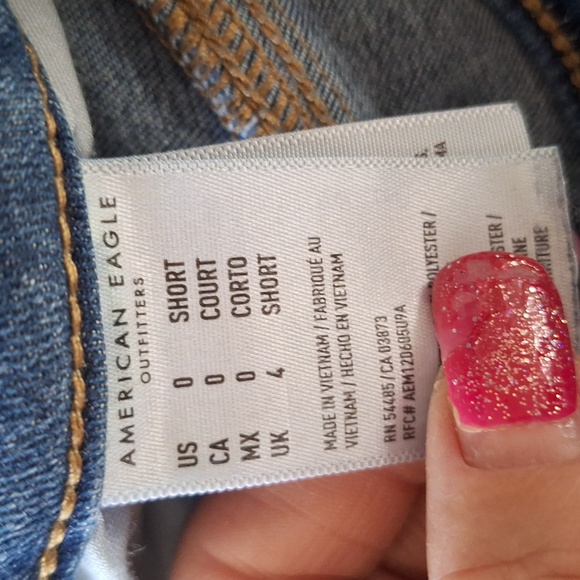 AMERICAN EAGLE
OUTFITTERS
US 0 SHORT
CA 0 COURT
MX 0 CORTO
UK 4 SHORT
MADE IN VIETNAM / FABRIQUÉ AU
VIETNAM / HECHO EN VIETNAM
RN 54485 / CA 03873
RFC# AEM120605U9A
POLYESTER /